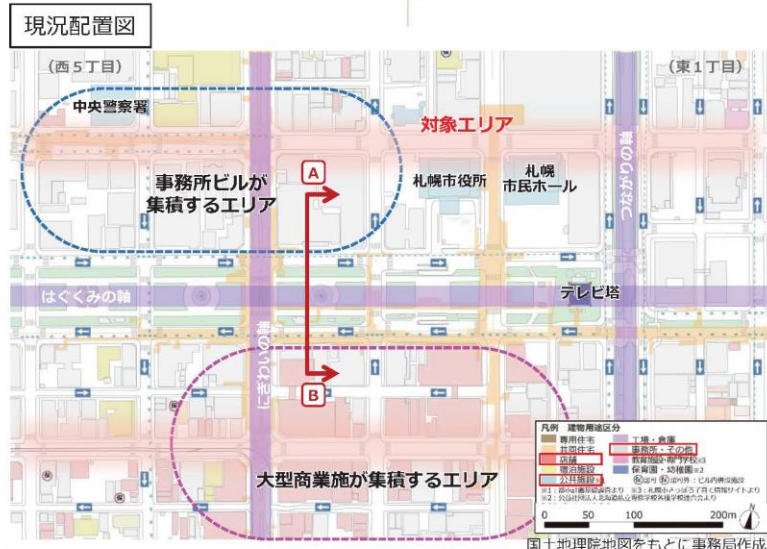 現況配置図
(西5丁目)
(東1丁目)
中央警察署
対象エリア
事務所ビルが
集積するエリア
A
札幌市役所
札幌
市民ホール
つながりの軸
はぐくみの軸
テレビ塔
にぎわいの軸
B
大型商業施が集積するエリア
凡例 建物用途区分
専用住宅
工場・倉庫
共同住宅
事務所・その他
店舗
宿泊施設
保育園・幼稚園※2
公共施設
0 50 100 200m
国土地理院地図をもとに事務局作成